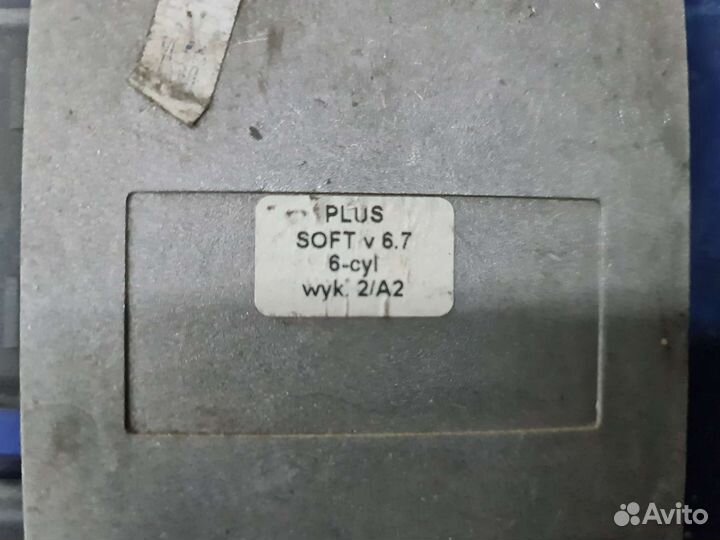 PLUS
SOFT v 6.7
6-cyl
wyk. 2/A2
Avito